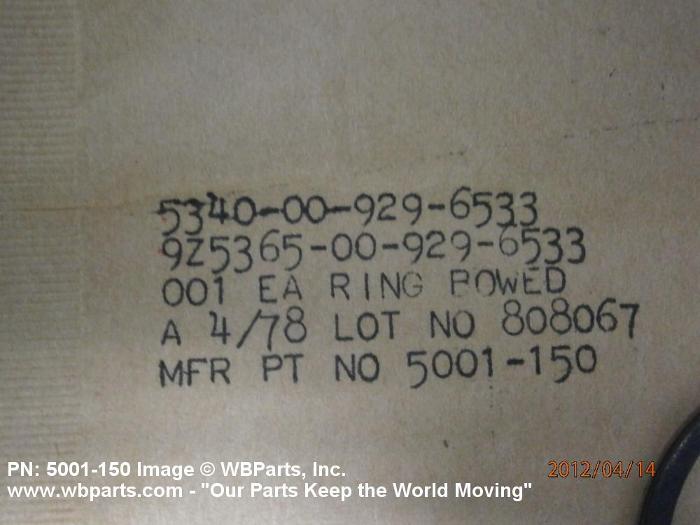 5340-00-929-6533
9Z5365-00-929-6533
001 EA RING BOWED
A 4/78 LOT NO 808067
MFR PT NO 5001-150
PN: 5001-150 Image © WBParts, Inc.
2012/04/14
www.wbparts.com - "Our Parts Keep the World Moving"